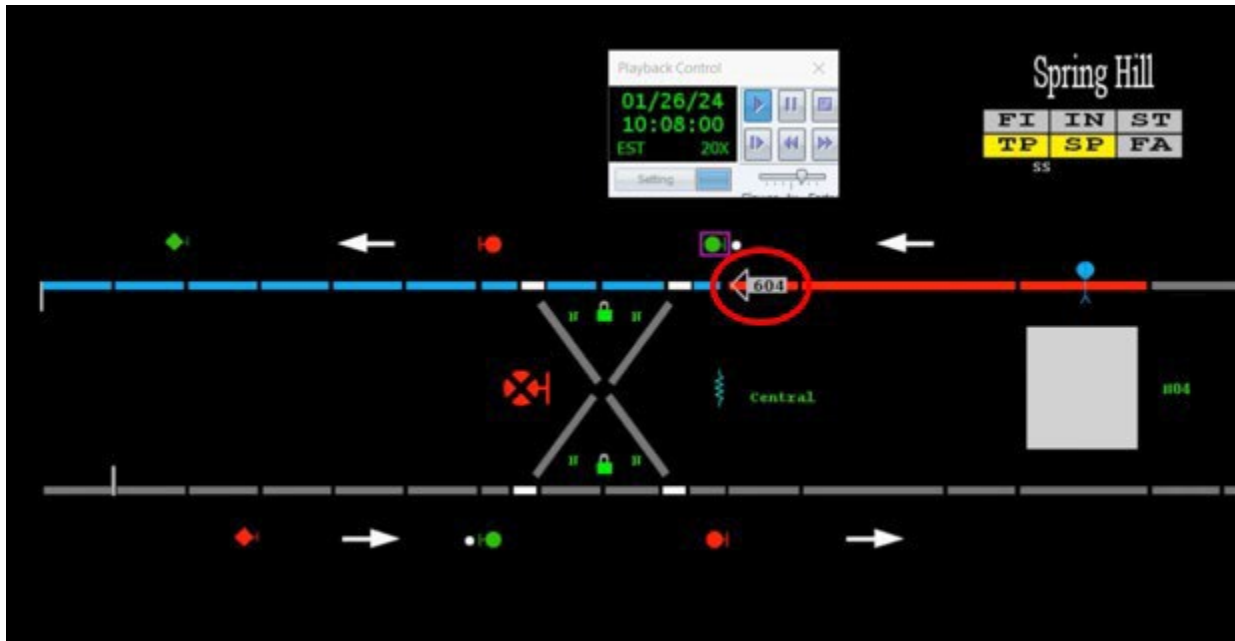 Playback Control
01/26/24
10:08:00
EST 20X
Setting
Spring Hill
FI IN ST
TP SP FA
SS
604
N N
Central
N04
N N